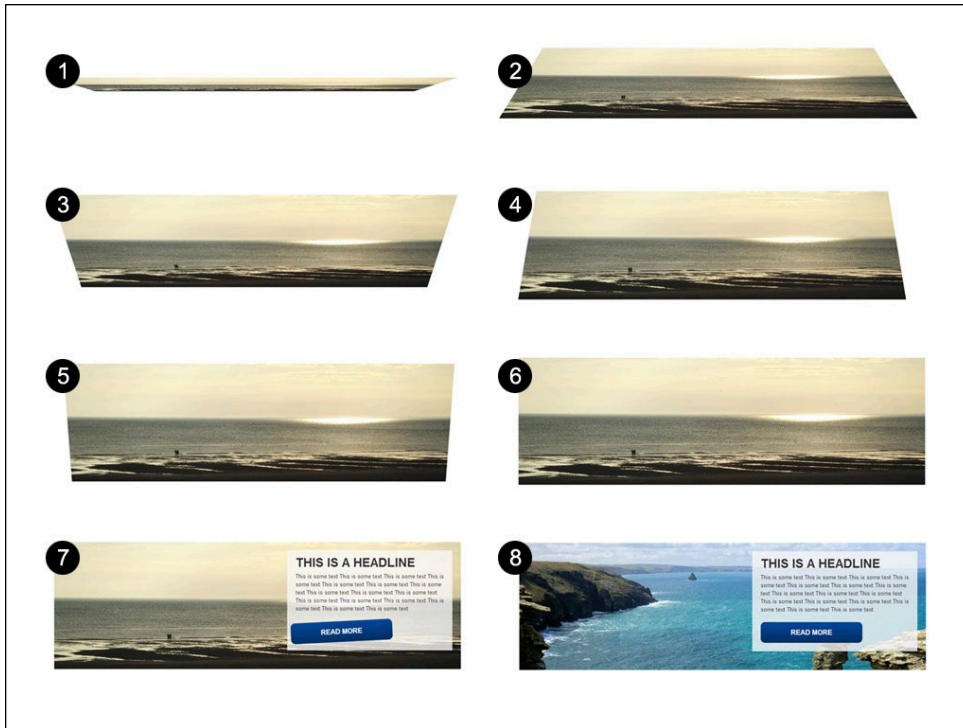 1
2
3
4
5
6
7
THIS IS A HEADLINE
This is some text This is some text This is some text This is
some text This is some text This is some text This is some
text This is some text This is some text This is some text
This is some text This is some text This is some text This is
some text This is some text This is some text
READ MORE
8
THIS IS A HEADLINE
This is some text This is some text This is some text This is
some text This is some text This is some text This is some
text This is some text This is some text This is some text
This is some text This is some text This is some text This is
some text This is some text This is some text
READ MORE